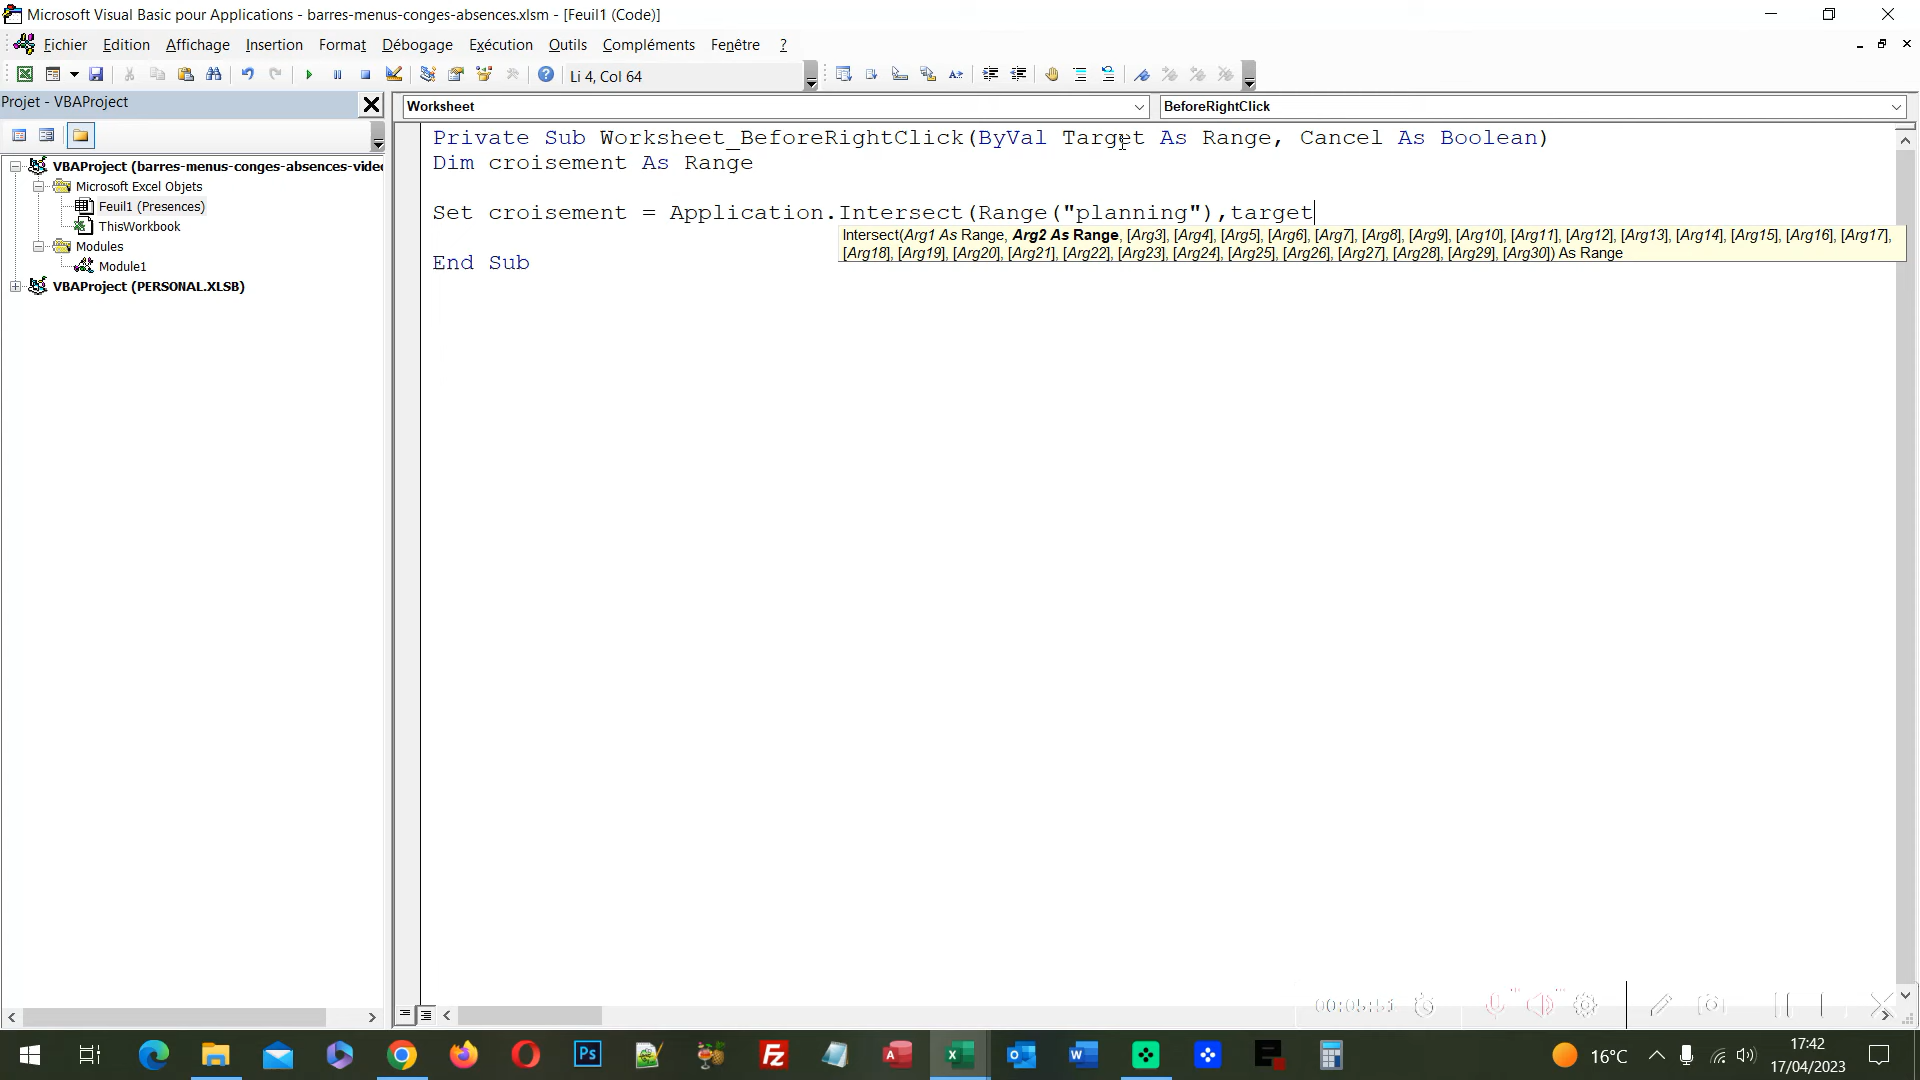 Microsoft Visual Basic pour Applications - barres-menus-conges-absences.xlsm - [Feuil1 (Code)]
Fichier Edition Affichage Insertion Format Débogage Exécution Outils Compléments Fenêtre ?
Li 4, Col 64
Projet - VBAProject
Worksheet
BeforeRightClick
VBAProject (barres-menus-conges-absences-video
Microsoft Excel Objets
Feuil1 (Presences)
ThisWorkbook
Modules
Module1
VBAProject (PERSONAL.XLSB)
Private Sub Worksheet_BeforeRightClick(ByVal Target As Range, Cancel As Boolean)
Dim croisement As Range
Set croisement = Application.Intersect(Range("planning"),target
Intersect(Arg1 As Range, Arg2 As Range, [Arg3], [Arg4], [Arg5], [Arg6], [Arg7], [Arg8], [Arg9], [Arg10], [Arg11], [Arg12], [Arg13], [Arg14], [Arg15], [Arg16], [Arg17],
[Arg18], [Arg19], [Arg20], [Arg21], [Arg22], [Arg23], [Arg24], [Arg25], [Arg26], [Arg27], [Arg28], [Arg29], [Arg30]) As Range
End Sub
00:05:51
16°C
17:42
17/04/2023